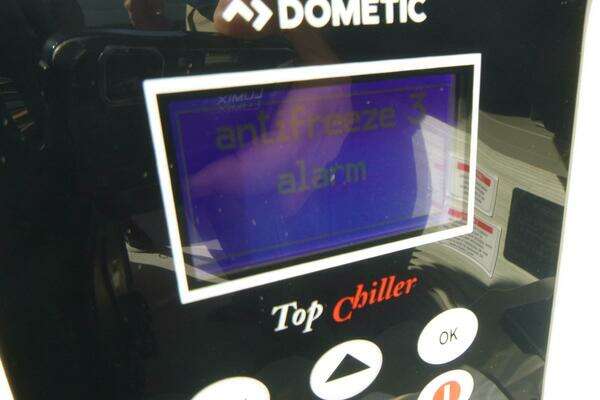 DOMETIC
antifreeze 3
alarm
Top Chiller
OK